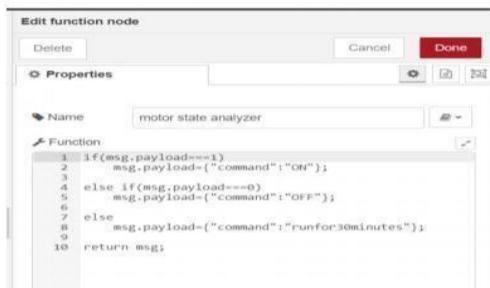 Edit function node
Delete Cancel Done
Properties
Name motor state analyzer
Function
1 if(msg.payload===1)
2 msg.payload={"command":"ON"};
3
4 else if(msg.payload===0)
5 msg.payload={"command":"OFF"};
6
7 else
8 msg.payload={"command":"runfor30minutes"};
9
10 return msg;